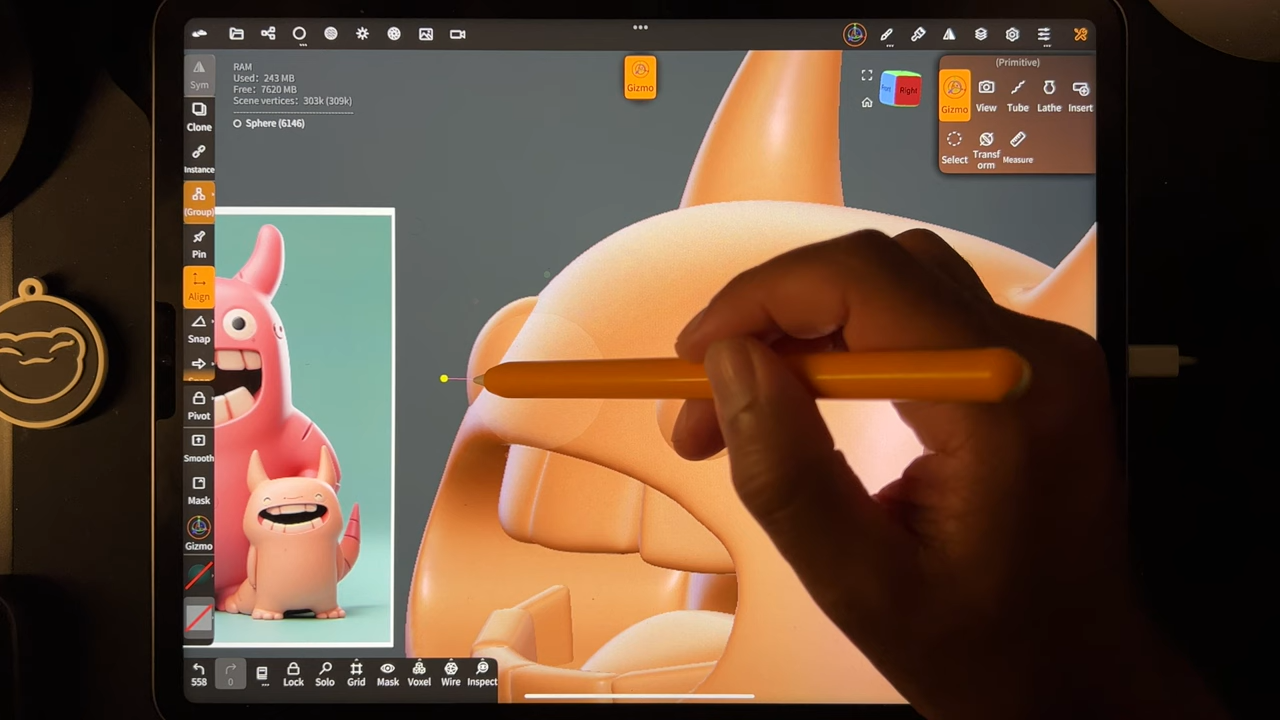 RAM
Used: 243 MB
Free: 7620 MB
Scene vertices: 303k (309k)
Sphere (6146)
Gizmo
Front
Right
(Primitive)
Gizmo
View
Tube
Lathe
Insert
Select
Transf
orm
Measure
Sym
Clone
Instance
(Group)
Pin
Align
Snap
Pivot
Smooth
Mask
Gizmo
558
0
...
Lock
Solo
Grid
Mask
Voxel
Wire
Inspect